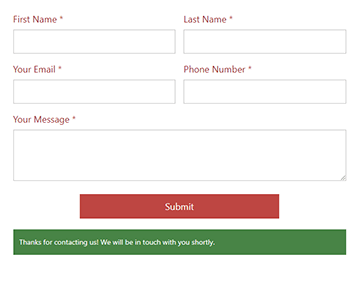 First Name * Last Name *
Your Email * Phone Number *
Your Message *
Submit
Thanks for contacting us! We will be in touch with you shortly.